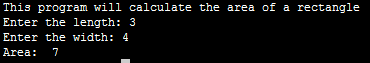 This program will calculate the area of a rectangle
Enter the length: 3
Enter the width: 4
Area:  7